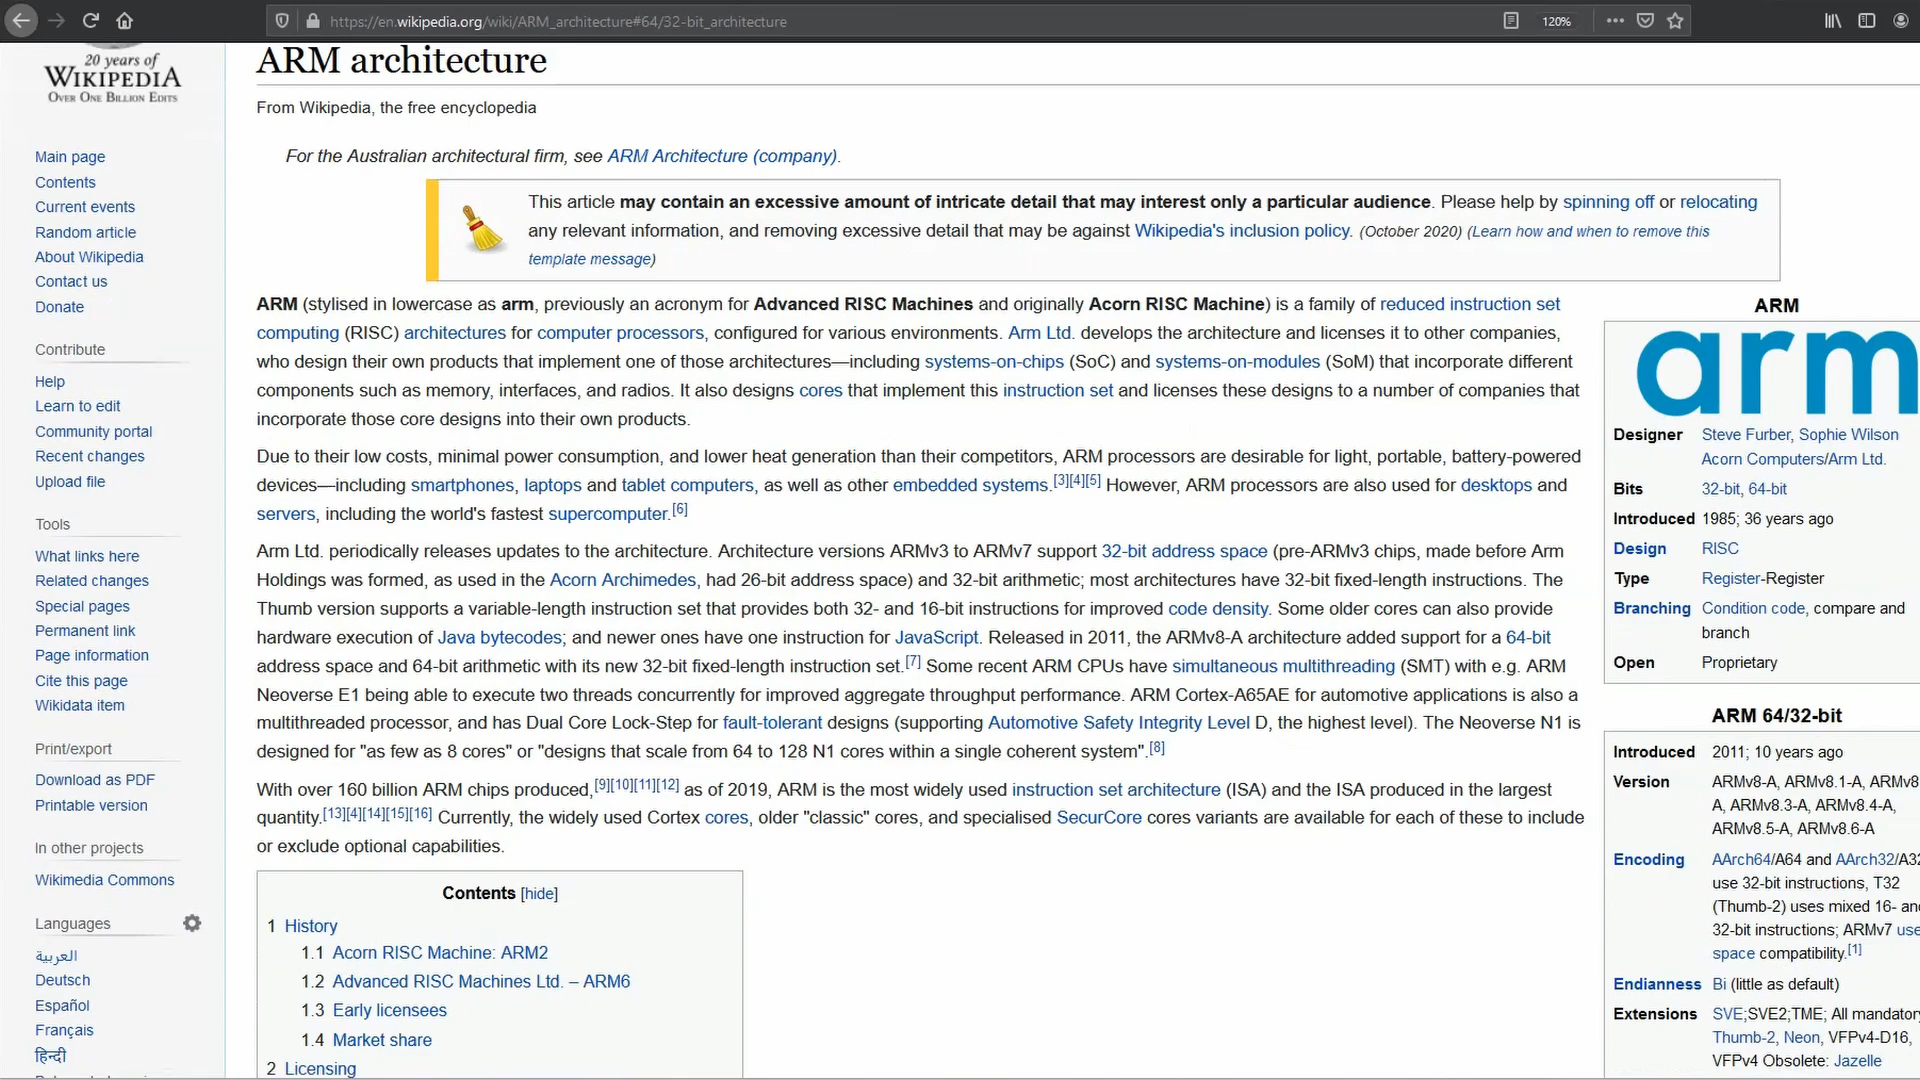 https://en.wikipedia.org/wiki/ARM_architecture#64/32-bit_architecture
120%
20 years of
WIKIPEDIA
OVER ONE BILLION EDITS
Main page
Contents
Current events
Random article
About Wikipedia
Contact us
Donate
Contribute
Help
Learn to edit
Community portal
Recent changes
Upload file
Tools
What links here
Related changes
Special pages
Permanent link
Page information
Cite this page
Wikidata item
Print/export
Download as PDF
Printable version
In other projects
Wikimedia Commons
Languages
العربية
Deutsch
Español
Français
हिन्दी
ARM architecture
From Wikipedia, the free encyclopedia
For the Australian architectural firm, see ARM Architecture (company).
This article may contain an excessive amount of intricate detail that may interest only a particular audience. Please help by spinning off or relocating
any relevant information, and removing excessive detail that may be against Wikipedia's inclusion policy. (October 2020) (Learn how and when to remove this
template message)
ARM (stylised in lowercase as arm, previously an acronym for Advanced RISC Machines and originally Acorn RISC Machine) is a family of reduced instruction set
computing (RISC) architectures for computer processors, configured for various environments. Arm Ltd. develops the architecture and licenses it to other companies,
who design their own products that implement one of those architectures—including systems-on-chips (SoC) and systems-on-modules (SoM) that incorporate different
components such as memory, interfaces, and radios. It also designs cores that implement this instruction set and licenses these designs to a number of companies that
incorporate those core designs into their own products.
Due to their low costs, minimal power consumption, and lower heat generation than their competitors, ARM processors are desirable for light, portable, battery-powered
devices—including smartphones, laptops and tablet computers, as well as other embedded systems.[3][4][5] However, ARM processors are also used for desktops and
servers, including the world's fastest supercomputer.[6]
Arm Ltd. periodically releases updates to the architecture. Architecture versions ARMv3 to ARMv7 support 32-bit address space (pre-ARMv3 chips, made before Arm
Holdings was formed, as used in the Acorn Archimedes, had 26-bit address space) and 32-bit arithmetic; most architectures have 32-bit fixed-length instructions. The
Thumb version supports a variable-length instruction set that provides both 32- and 16-bit instructions for improved code density. Some older cores can also provide
hardware execution of Java bytecodes; and newer ones have one instruction for JavaScript. Released in 2011, the ARMv8-A architecture added support for a 64-bit
address space and 64-bit arithmetic with its new 32-bit fixed-length instruction set.[7] Some recent ARM CPUs have simultaneous multithreading (SMT) with e.g. ARM
Neoverse E1 being able to execute two threads concurrently for improved aggregate throughput performance. ARM Cortex-A65AE for automotive applications is also a
multithreaded processor, and has Dual Core Lock-Step for fault-tolerant designs (supporting Automotive Safety Integrity Level D, the highest level). The Neoverse N1 is
designed for "as few as 8 cores" or "designs that scale from 64 to 128 N1 cores within a single coherent system".[8]
With over 160 billion ARM chips produced,[9][10][11][12] as of 2019, ARM is the most widely used instruction set architecture (ISA) and the ISA produced in the largest
quantity.[13][4][14][15][16] Currently, the widely used Cortex cores, older "classic" cores, and specialised SecurCore cores variants are available for each of these to include
or exclude optional capabilities.
Contents [hide]
1 History
1.1 Acorn RISC Machine: ARM2
1.2 Advanced RISC Machines Ltd. – ARM6
1.3 Early licensees
1.4 Market share
2 Licensing
ARM
arm
Designer Steve Furber, Sophie Wilson
Acorn Computers/Arm Ltd.
Bits 32-bit, 64-bit
Introduced 1985; 36 years ago
Design RISC
Type Register-Register
Branching Condition code, compare and
branch
Open Proprietary
ARM 64/32-bit
Introduced 2011; 10 years ago
Version ARMv8-A, ARMv8.1-A, ARMv8
A, ARMv8.3-A, ARMv8.4-A,
ARMv8.5-A, ARMv8.6-A
Encoding AArch64/A64 and AArch32/A32
use 32-bit instructions, T32
(Thumb-2) uses mixed 16- and
32-bit instructions; ARMv7 use
space compatibility.[1]
Endianness Bi (little as default)
Extensions SVE;SVE2;TME; All mandatory
Thumb-2, Neon, VFPv4-D16,
VFPv4 Obsolete: Jazelle